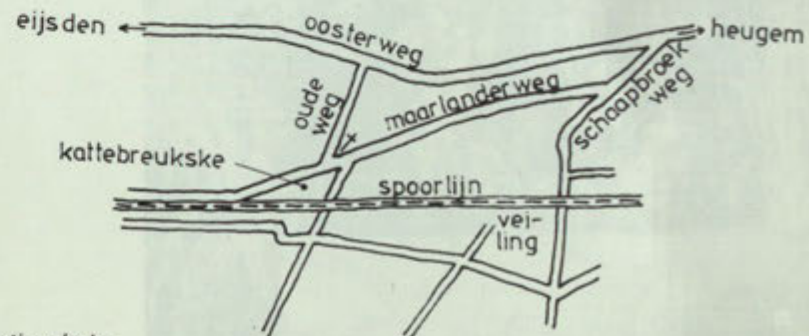 eijsden
oosterweg
heugem
oude
weg
maarlanderweg
schaapbroek
weg
kattebreukske
spoorlijn
vei-
ling